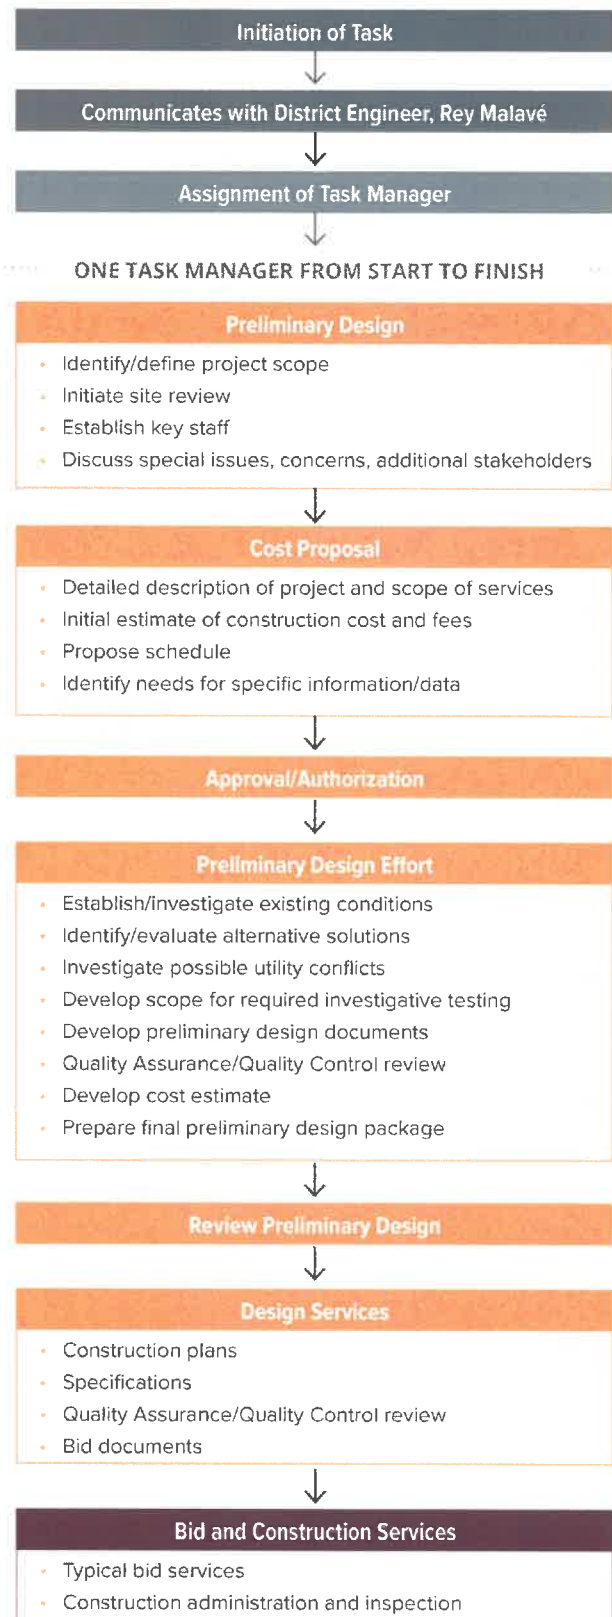 Initiation of Task
Communicates with District Engineer, Rey Malavé
Assignment of Task Manager
ONE TASK MANAGER FROM START TO FINISH
Preliminary Design
• Identify/define project scope
• Initiate site review
• Establish key staff
• Discuss special issues, concerns, additional stakeholders
Cost Proposal
• Detailed description of project and scope of services
• Initial estimate of construction cost and fees
• Propose schedule
• Identify needs for specific information/data
Approval/Authorization
Preliminary Design Effort
• Establish/investigate existing conditions
• Identify/evaluate alternative solutions
• Investigate possible utility conflicts
• Develop scope for required investigative testing
• Develop preliminary design documents
• Quality Assurance/Quality Control review
• Develop cost estimate
• Prepare final preliminary design package
Review Preliminary Design
Design Services
• Construction plans
• Specifications
• Quality Assurance/Quality Control review
• Bid documents
Bid and Construction Services
• Typical bid services
• Construction administration and inspection